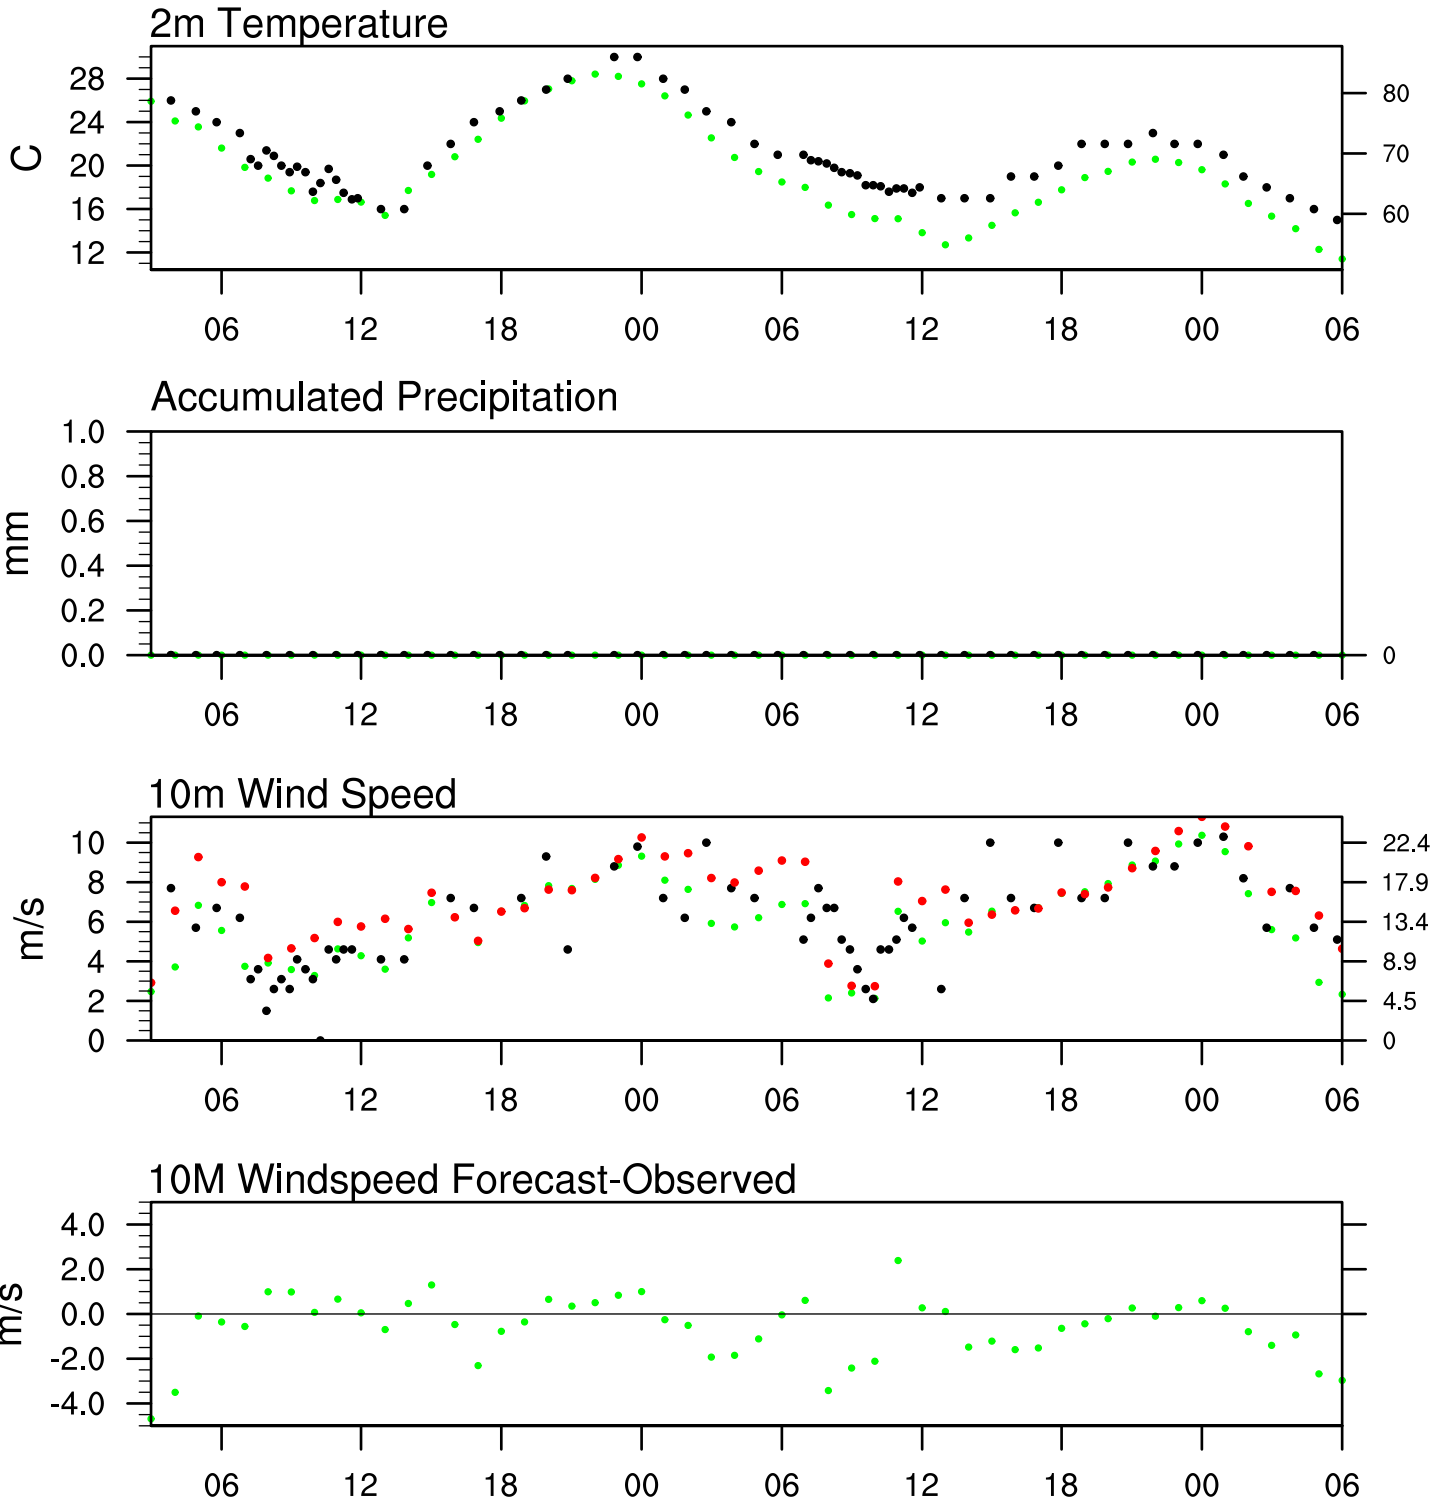 2m Temperature
28
24
20
16
12
C
80
70
60
06 12 18 00 06 12 18 00 06
Accumulated Precipitation
1.0
0.8
0.6
0.4
0.2
0.0
mm
0
06 12 18 00 06 12 18 00 06
10m Wind Speed
10
8
6
4
2
0
m/s
22.4
17.9
13.4
8.9
4.5
0
06 12 18 00 06 12 18 00 06
10M Windspeed Forecast-Observed
4.0
2.0
0.0
-2.0
-4.0
m/s
06 12 18 00 06 12 18 00 06